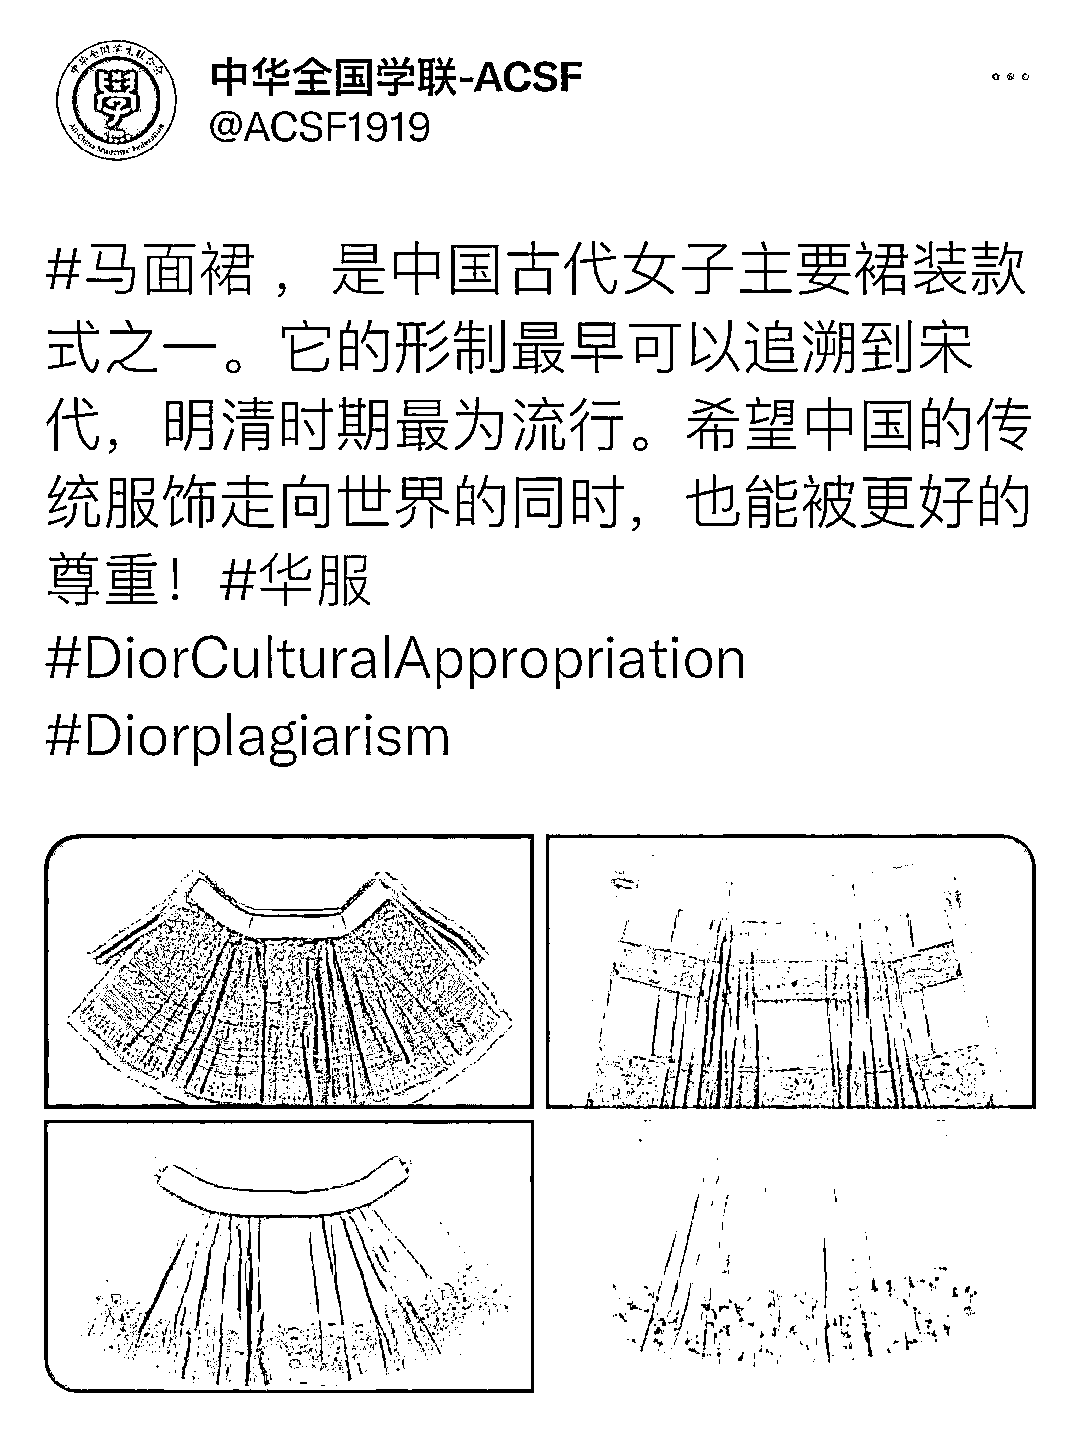 中华全国学联-ACSF
@ACSF1919
#马面裙 ，是中国古代女子主要裙装款
式之一。它的形制最早可以追溯到宋
代，明清时期最为流行。希望中国的传
统服饰走向世界的同时，也能被更好的
尊重！#华服
#DiorCulturalAppropriation
#Diorplagiarism